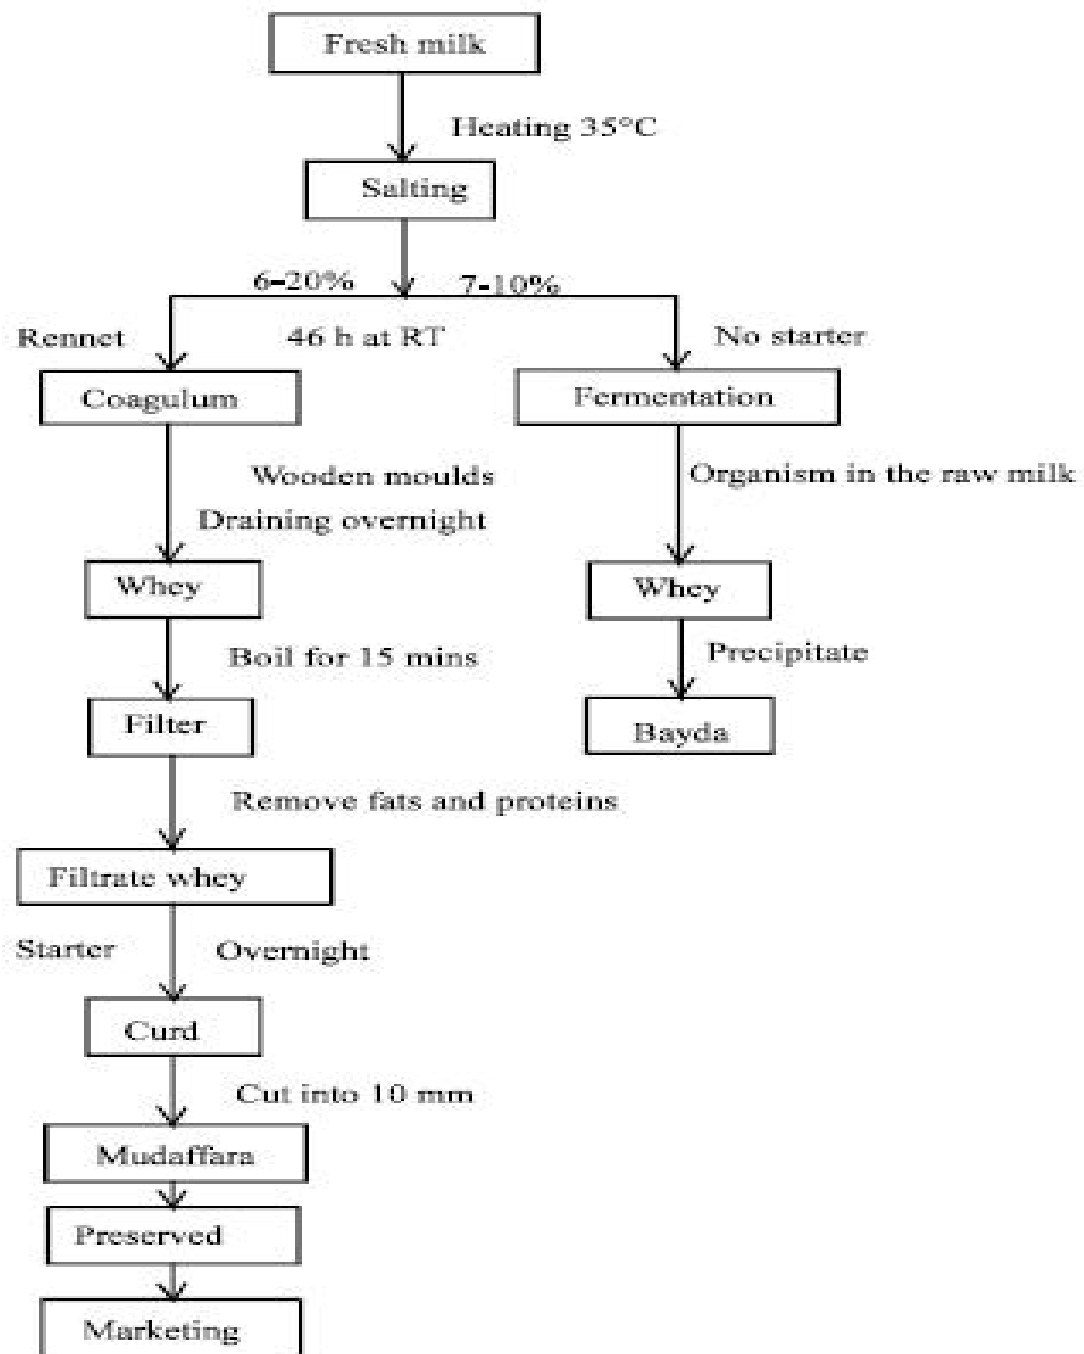 Fresh milk
Heating 35°C
Salting
6-20%
7-10%
Rennet
46 h at RT
No starter
Coagulum
Fermentation
Wooden moulds
Organism in the raw milk
Draining overnight
Whey
Whey
Boil for 15 mins
Precipitate
Filter
Bayda
Remove fats and proteins
Filtrate whey
Starter
Overnight
Curd
Cut into 10 mm
Mudaffara
Preserved
Marketing